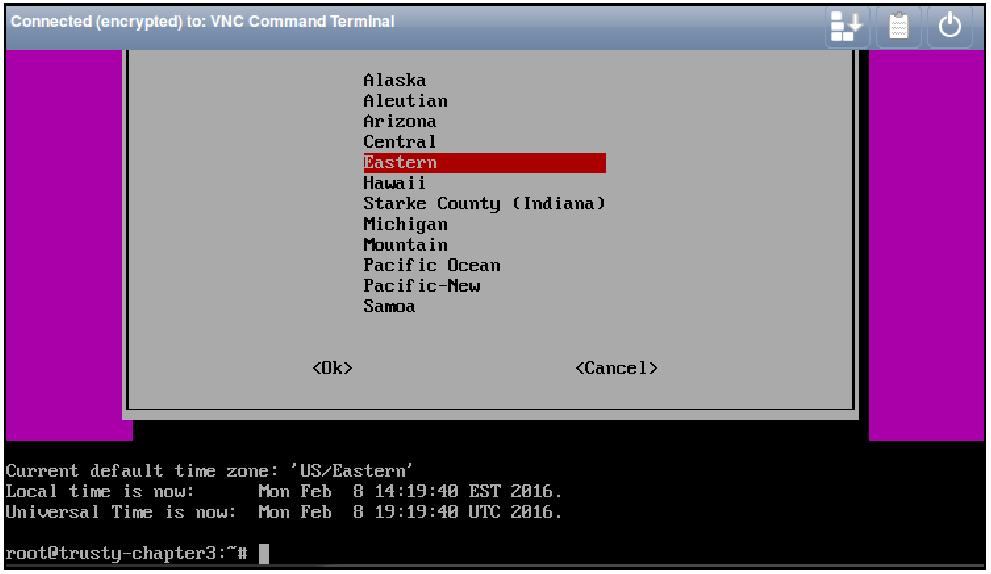 Connected (encrypted) to: VNC Command Terminal
Alaska
Aleutian
Arizona
Central
Eastern
Hawaii
Starke County (Indiana)
Michigan
Mountain
Pacific Ocean
Pacific-New
Samoa
<Ok> <Cancel>
Current default time zone: 'US/Eastern'
Local time is now: Mon Feb 8 14:19:40 EST 2016.
Universal Time is now: Mon Feb 8 19:19:40 UTC 2016.
root@trusty-chapter3:~#